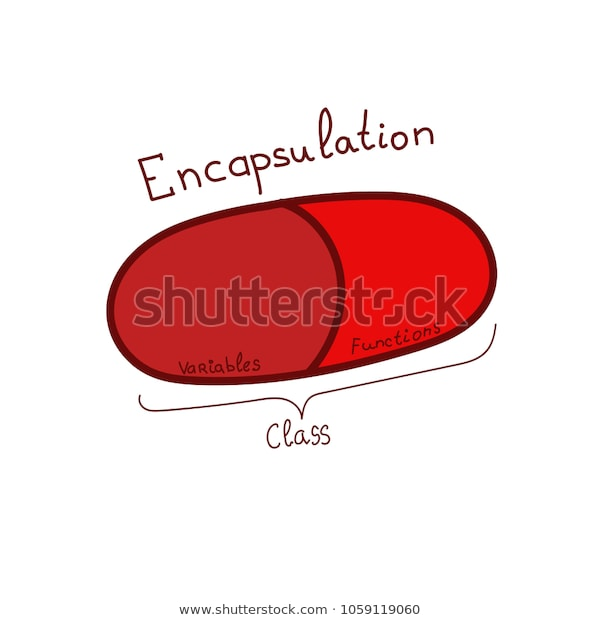 Encapsulation
shutterstock
Variables
Functions
Class
www.shutterstock.com · 1059119060